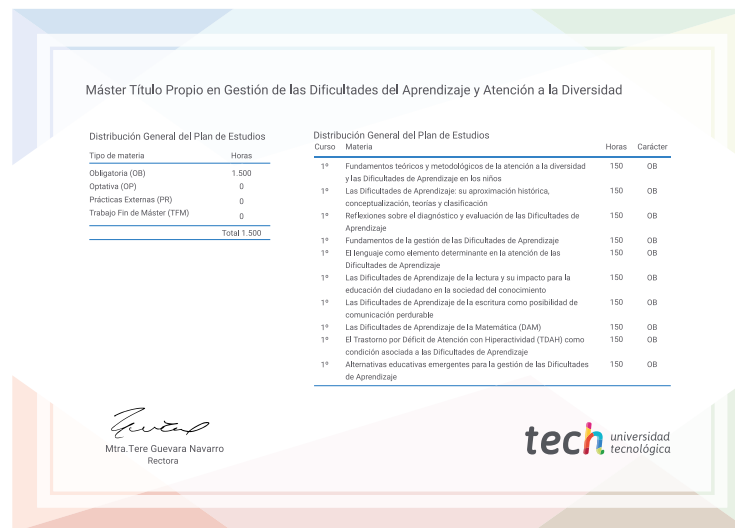 Máster Título Propio en Gestión de las Dificultades del Aprendizaje y Atención a la Diversidad
Distribución General del Plan de Estudios
Tipo de materia Horas
Obligatoria (OB) 1.500
Optativa (OP) 0
Prácticas Externas (PR) 0
Trabajo Fin de Máster (TFM) 0
Total 1.500
Distribución General del Plan de Estudios
Curso Materia Horas Carácter
1º Fundamentos teóricos y metodológicos de la atención a la diversidad 150 OB
y las Dificultades de Aprendizaje en los niños
1º Las Dificultades de Aprendizaje: su aproximación histórica, 150 OB
conceptualización, teorías y clasificación
1º Reflexiones sobre el diagnóstico y evaluación de las Dificultades de 150 OB
Aprendizaje
1º Fundamentos de la gestión de las Dificultades de Aprendizaje 150 OB
1º El lenguaje como elemento determinante en la atención de las 150 OB
Dificultades de Aprendizaje
1º Las Dificultades de Aprendizaje de la lectura y su impacto para la 150 OB
educación del ciudadano en la sociedad del conocimiento
1º Las Dificultades de Aprendizaje de la escritura como posibilidad de 150 OB
comunicación perdurable
1º Las Dificultades de Aprendizaje de la Matemática (DAM) 150 OB
1º El Trastorno por Déficit de Atención con Hiperactividad (TDAH) como 150 OB
condición asociada a las Dificultades de Aprendizaje
1º Alternativas educativas emergentes para la gestión de las Dificultades 150 OB
de Aprendizaje
Mtra.Tere Guevara Navarro
Rectora
tech universidad
tecnológica